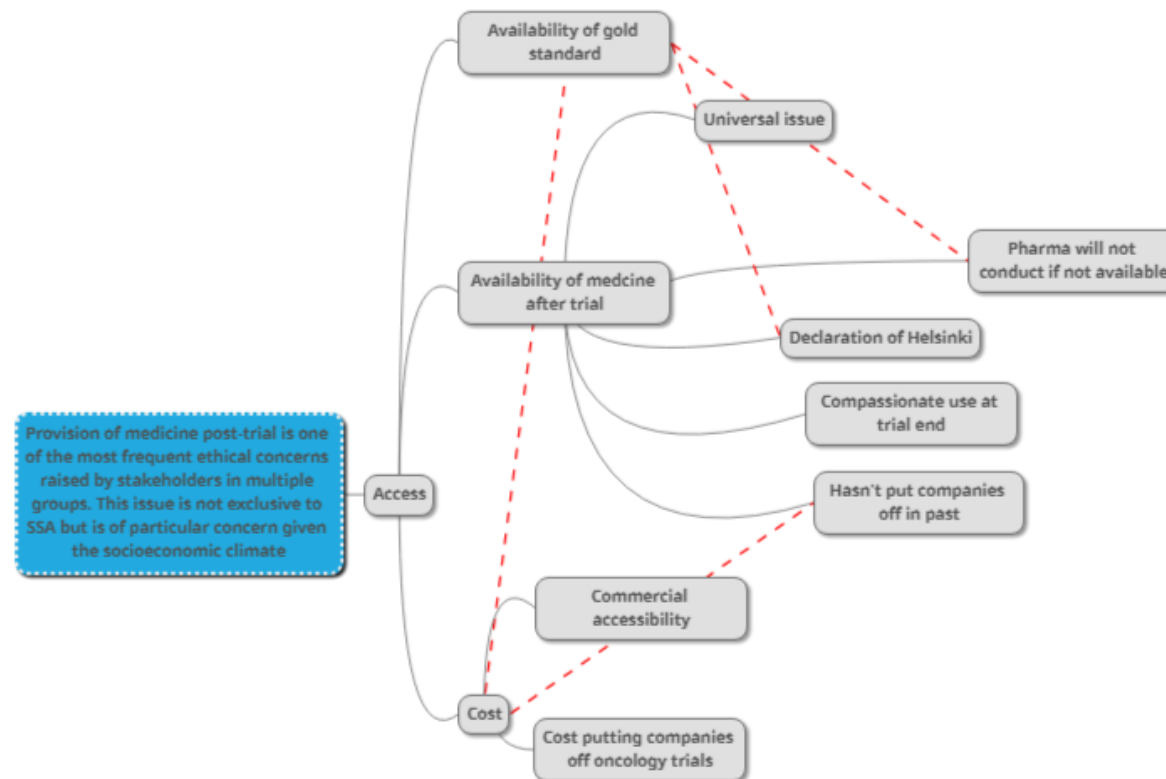 Availability of gold
standard
Universal issue
Pharma will not
conduct if not available
Availability of medcine
after trial
Declaration of Helsinki
Compassionate use at
trial end
Provision of medicine post-trial is one
of the most frequent ethical concerns
raised by stakeholders in multiple
groups. This issue is not exclusive to
SSA but is of particular concern given
the socioeconomic climate
Access
Hasn't put companies
off in past
Commercial
accessibility
Cost
Cost putting companies
off oncology trials